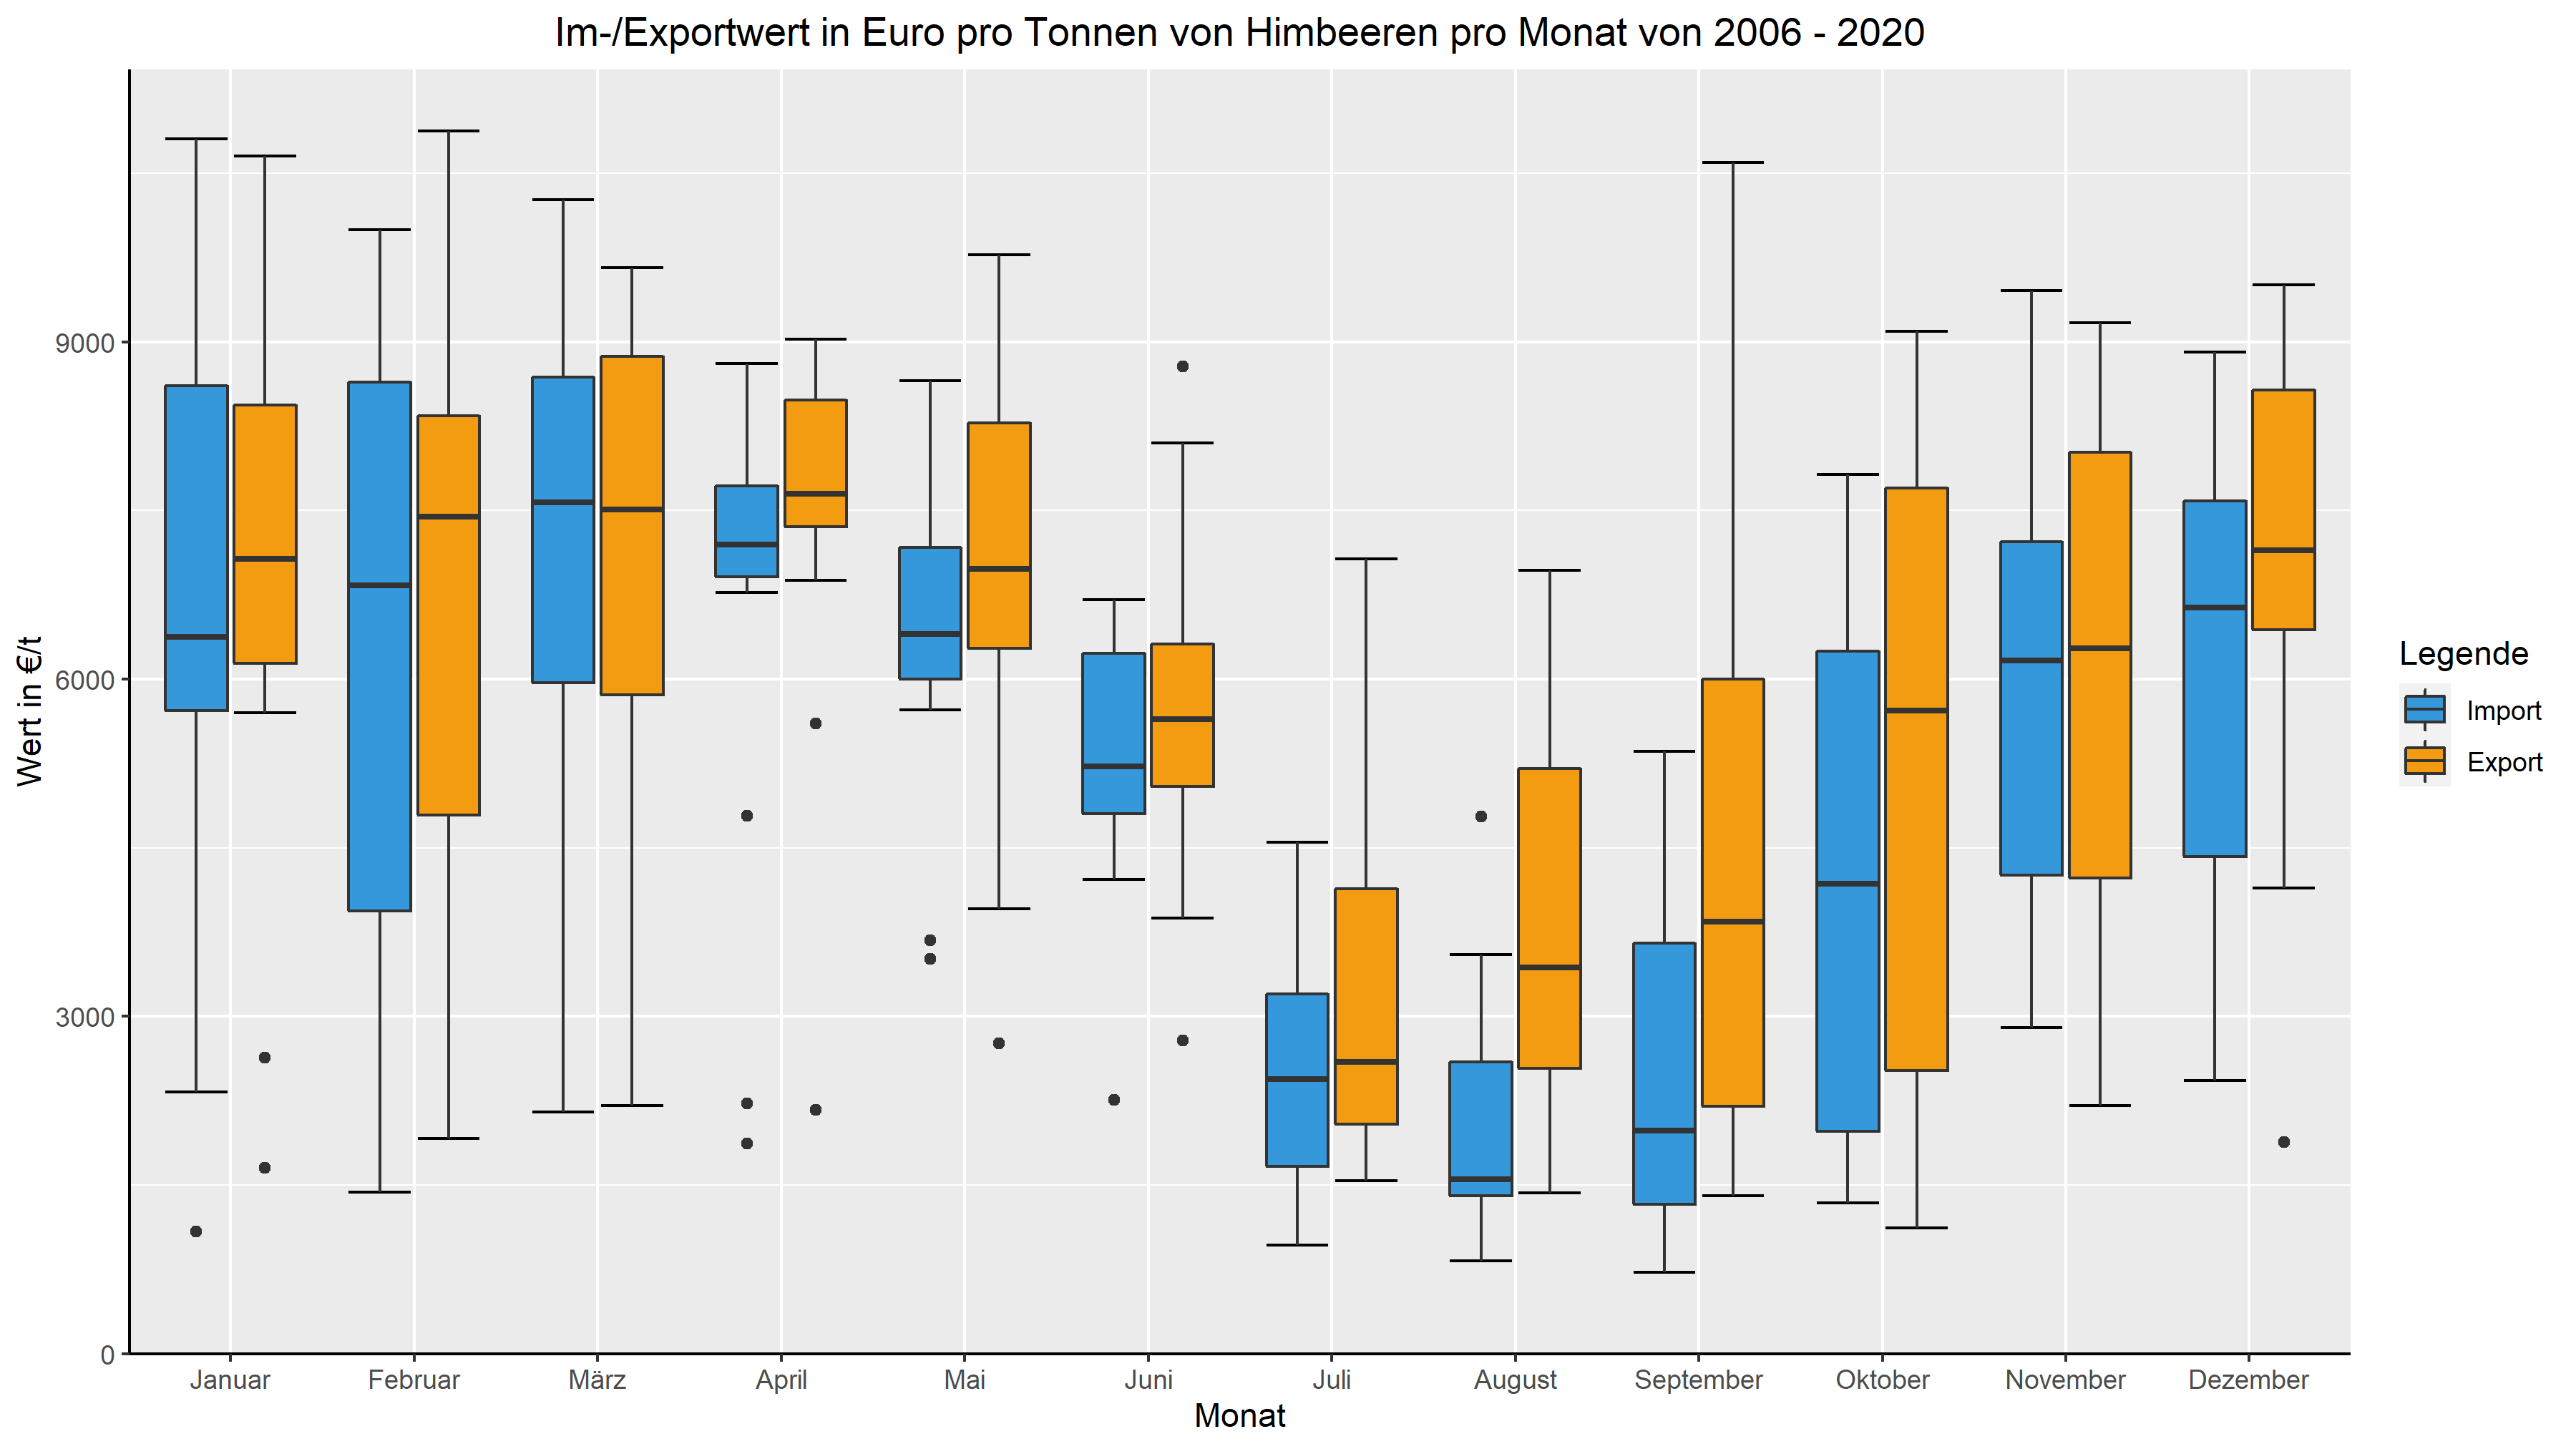 Im-/Exportwert in Euro pro Tonnen von Himbeeren pro Monat von 2006 - 2020
Wert in €/t
9000
6000
3000
0
Januar Februar März April Mai Juni Juli August September Oktober November Dezember
Monat
Legende
Import
Export